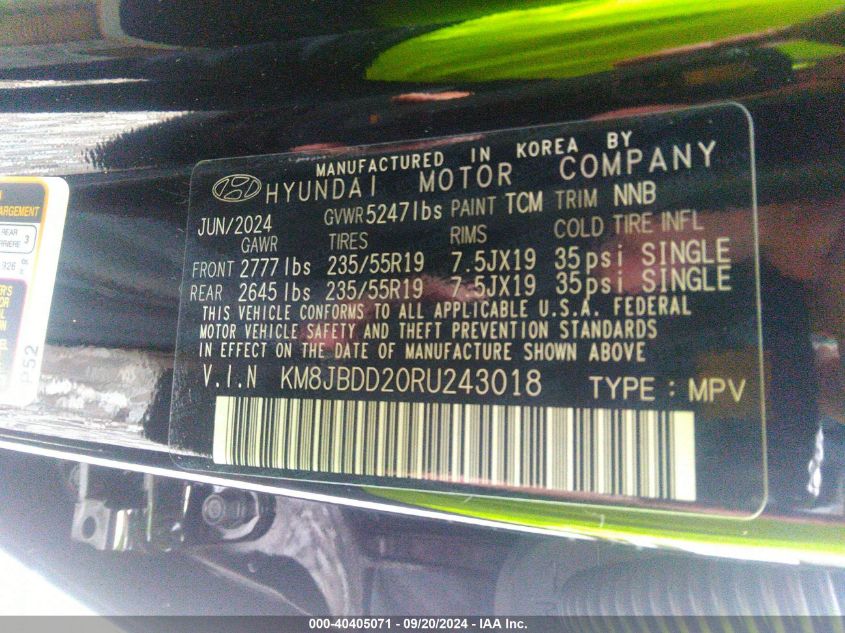 MANUFACTURED IN KOREA BY
HYUNDAI MOTOR COMPANY
JUN/2024 GVWR 5247lbs PAINT TCM TRIM NNB
GAWR TIRES RIMS COLD TIRE INFL
FRONT 2777lbs 235/55R19 7.5JX19 35psi SINGLE
REAR 2645lbs 235/55R19 7.5JX19 35psi SINGLE
THIS VEHICLE CONFORMS TO ALL APPLICABLE U.S.A. FEDERAL
MOTOR VEHICLE SAFETY AND THEFT PREVENTION STANDARDS
IN EFFECT ON THE DATE OF MANUFACTURE SHOWN ABOVE
V.I.N KM8JBDD20RU243018 TYPE : MPV
REAR
3
P52
000-40405071 - 09/20/2024 - IAA Inc.